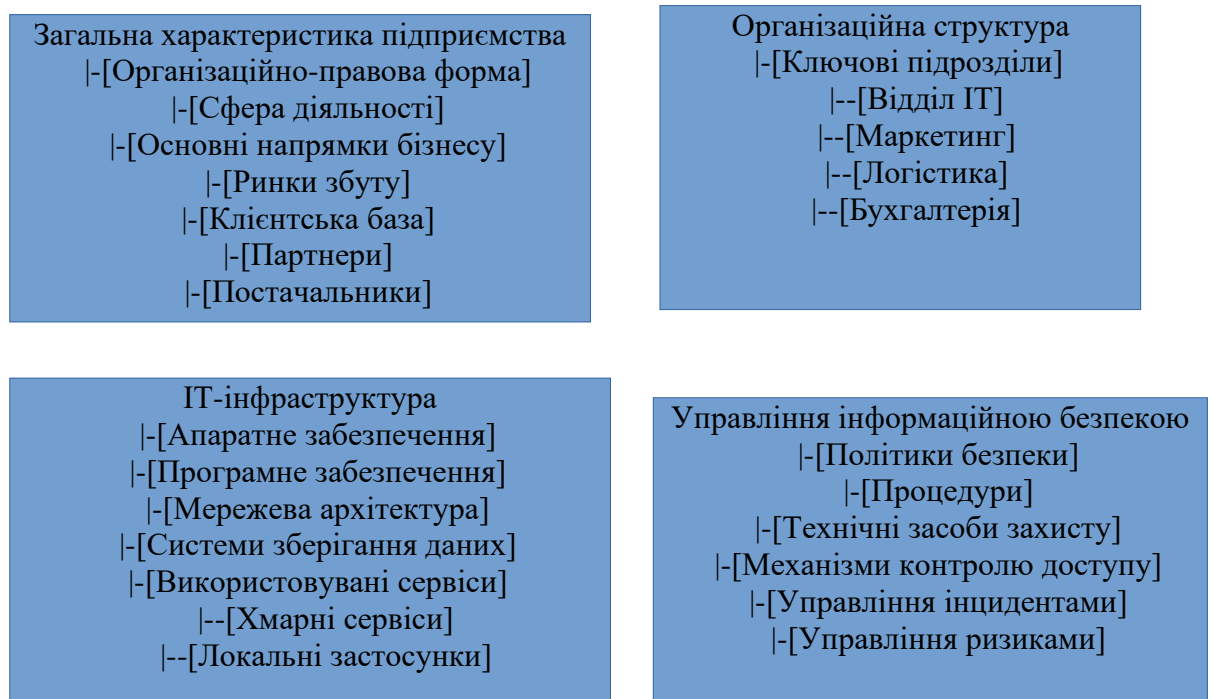 Загальна характеристика підприємства
|-[Організаційно-правова форма]
|-[Сфера діяльності]
|-[Основні напрямки бізнесу]
|-[Ринки збуту]
|-[Клієнтська база]
|-[Партнери]
|-[Постачальники]
Організаційна структура
|-[Ключові підрозділи]
|--[Відділ ІТ]
|--[Маркетинг]
|--[Логістика]
|--[Бухгалтерія]
ІТ-інфраструктура
|-[Апаратне забезпечення]
|-[Програмне забезпечення]
|-[Мережева архітектура]
|-[Системи зберігання даних]
|-[Використовувані сервіси]
|--[Хмарні сервіси]
|--[Локальні застосунки]
Управління інформаційною безпекою
|-[Політики безпеки]
|-[Процедури]
|-[Технічні засоби захисту]
|-[Механізми контролю доступу]
|-[Управління інцидентами]
|-[Управління ризиками]